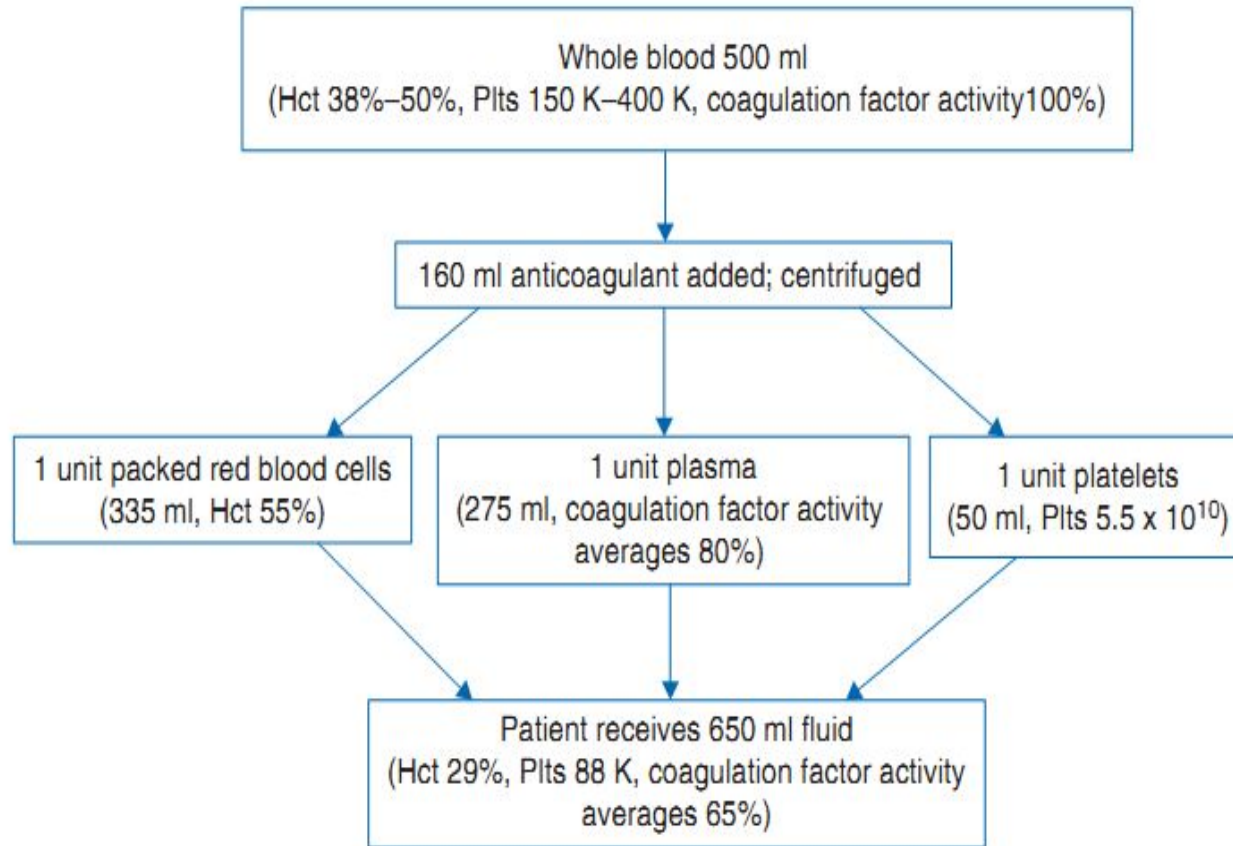 Whole blood 500 ml
(Hct 38%–50%, Plts 150 K–400 K, coagulation factor activity100%)
160 ml anticoagulant added; centrifuged
1 unit packed red blood cells
(335 ml, Hct 55%)
1 unit plasma
(275 ml, coagulation factor activity
averages 80%)
1 unit platelets
(50 ml, Plts 5.5 x 10¹⁰)
Patient receives 650 ml fluid
(Hct 29%, Plts 88 K, coagulation factor activity
averages 65%)